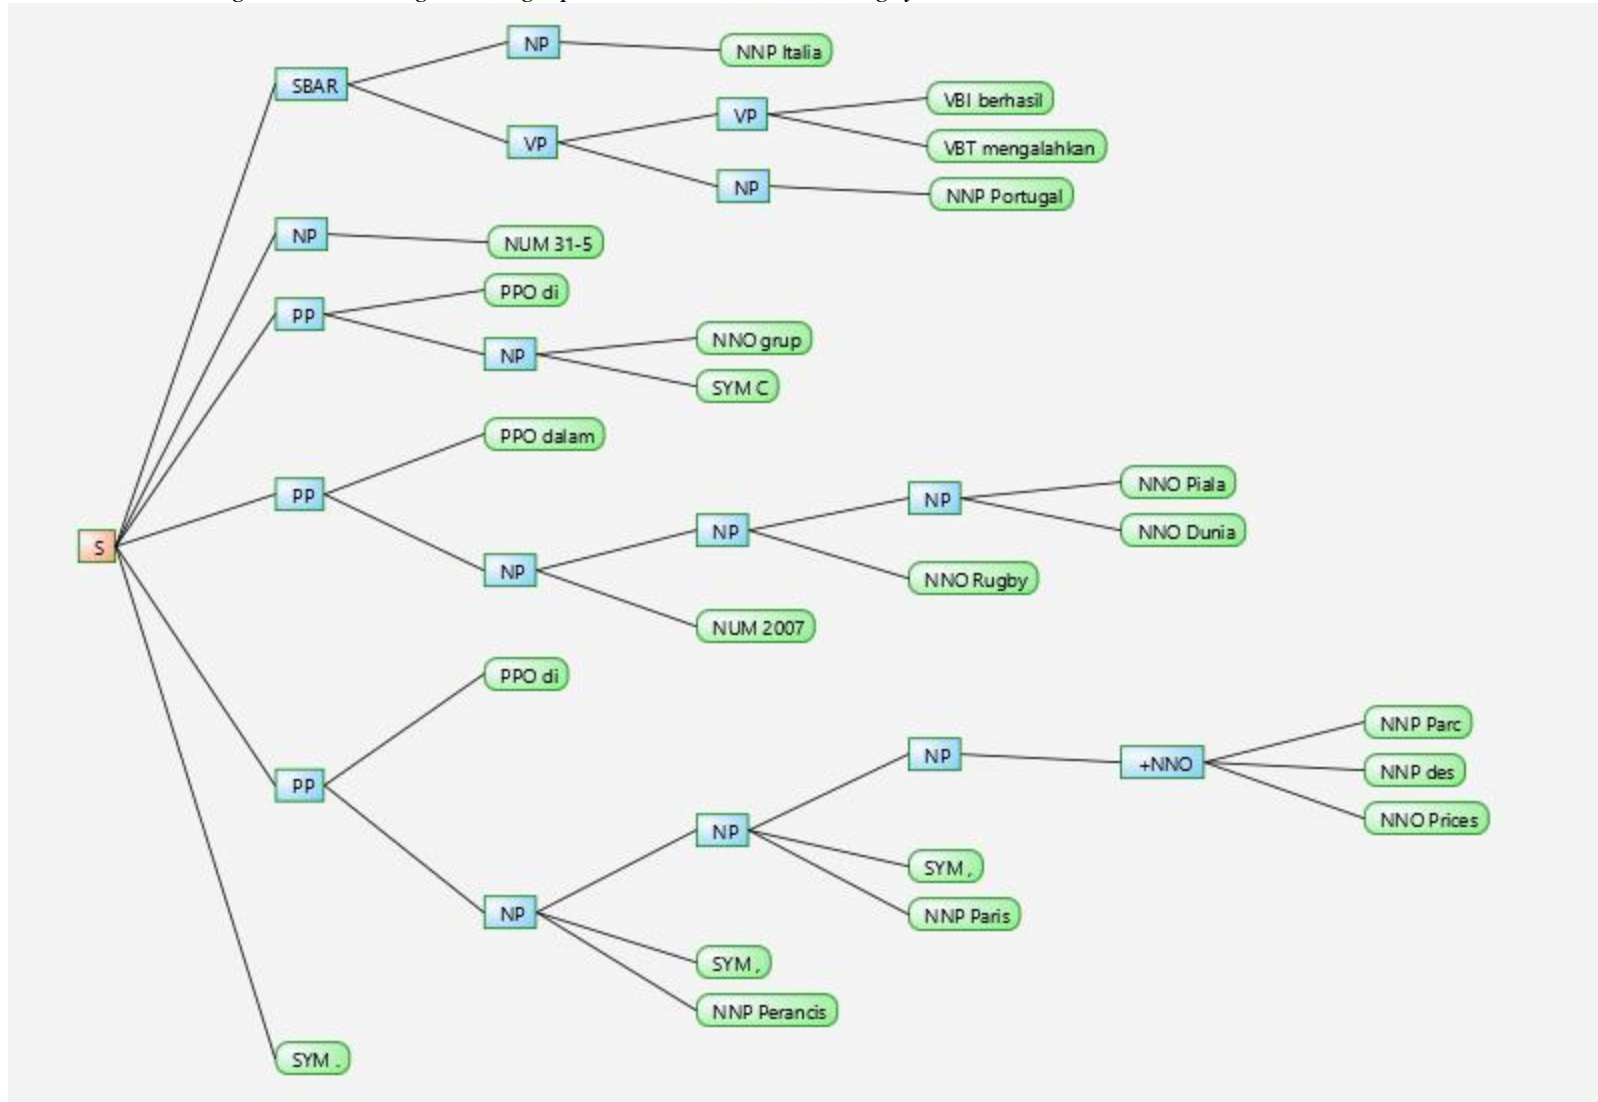 NP
NNP Italia
SBAR
VP
VP
VBI berhasil
VBT mengalahkan
NP
NNP Portugal
NP
NUM 31-5
PP
PPO di
NP
NNO grup
SYM C
S
PP
PPO dalam
NP
NP
NP
NNO Piala
NNO Dunia
NNO Rugby
NUM 2007
PP
PPO di
NP
NP
NP
+NNO
NNP Parc
NNP des
NNO Prices
SYM ,
NNP Paris
SYM ,
NNP Perancis
SYM .